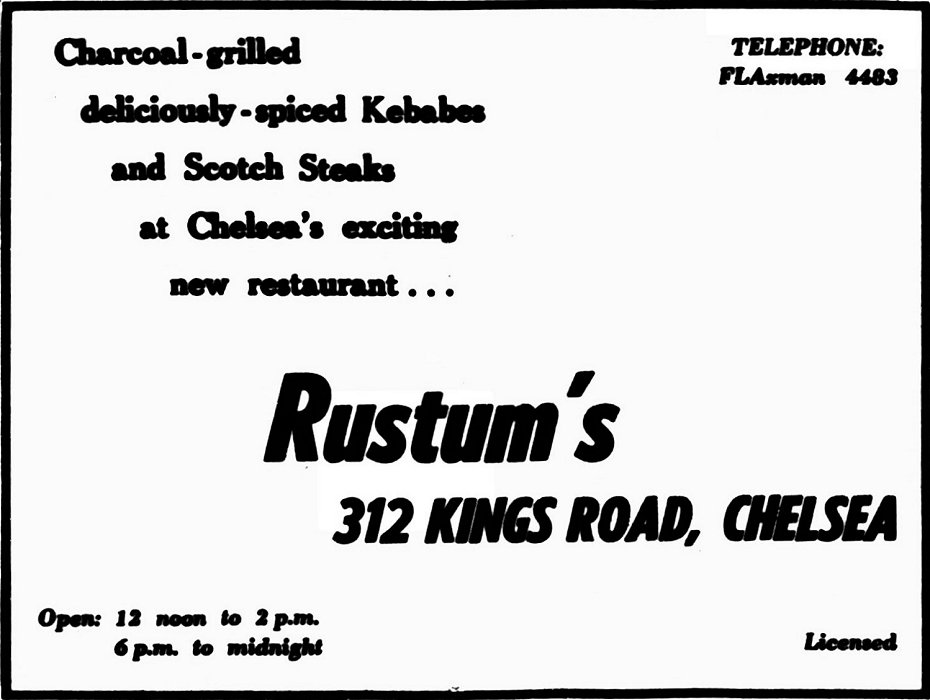 Charcoal-grilled
deliciously-spiced Kebabes
and Scotch Steaks
at Chelsea's exciting
new restaurant...
TELEPHONE:
FLAxman 4483
Rustum's
312 KINGS ROAD, CHELSEA
Open: 12 noon to 2 p.m.
6 p.m. to midnight
Licensed